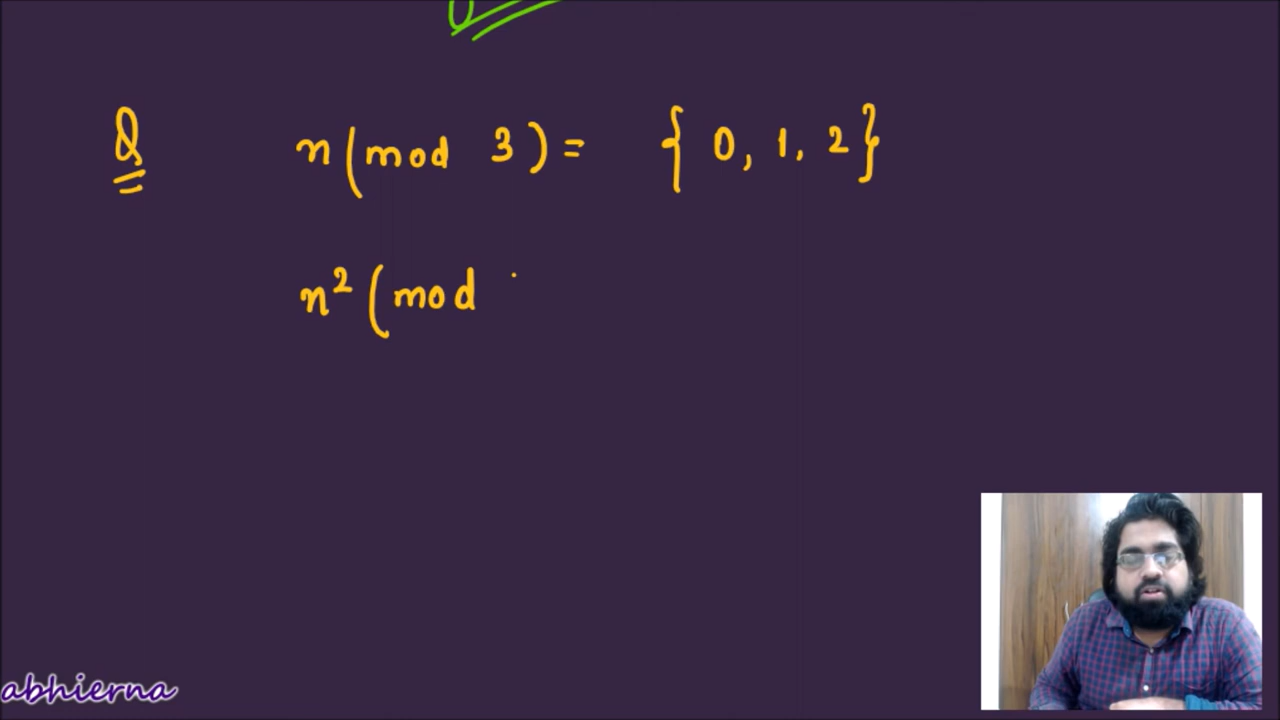 Q n (mod 3) = { 0, 1, 2 }
n² (mod
abhierna